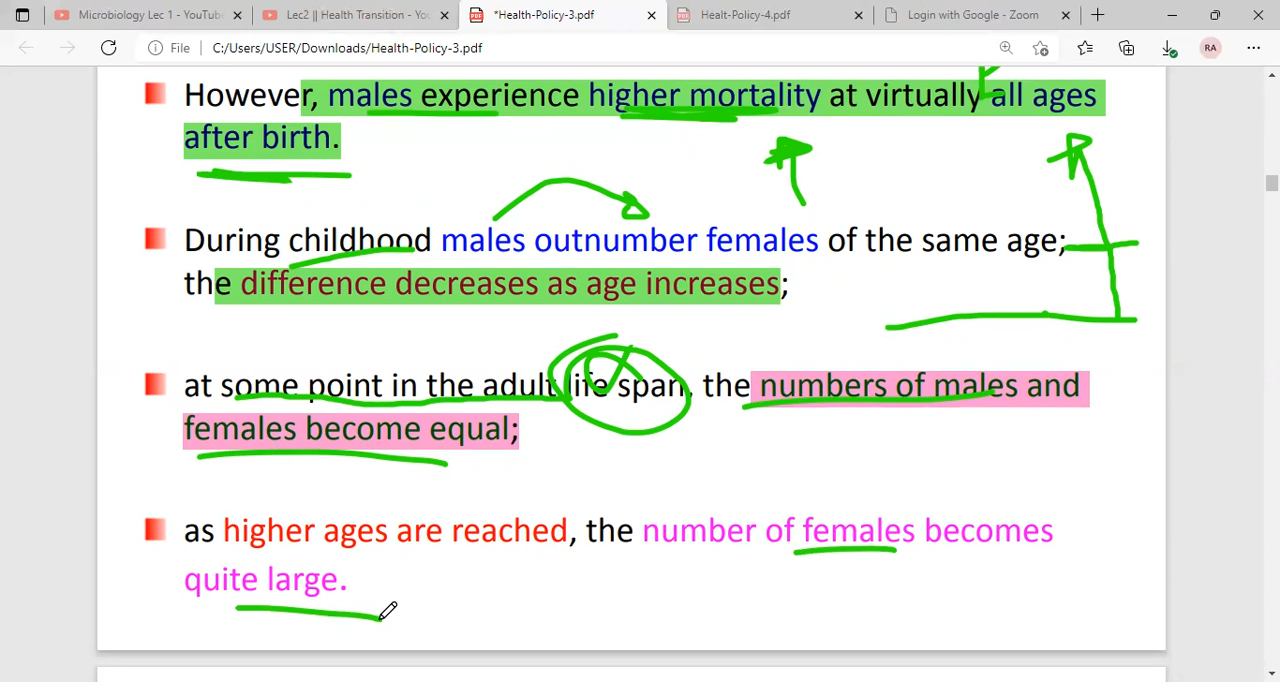 Microbiology Lec 1 - YouTub
Lec2 || Health Transition - Yo
*Health-Policy-3.pdf
Healt-Policy-4.pdf
Login with Google - Zoom
File
C:/Users/USER/Downloads/Health-Policy-3.pdf
RA
However, males experience higher mortality at virtually all ages
after birth.
During childhood males outnumber females of the same age;
the difference decreases as age increases;
at some point in the adult life span, the numbers of males and
females become equal;
as higher ages are reached, the number of females becomes
quite large.